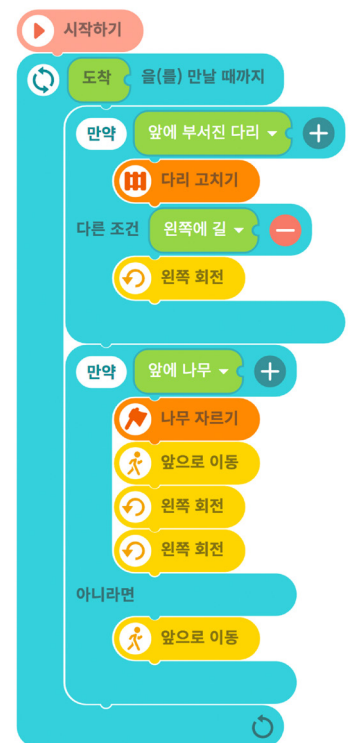 시작하기
도착 을(를) 만날 때까지
만약 앞에 부서진 다리
다리 고치기
다른 조건 왼쪽에 길
왼쪽 회전
만약 앞에 나무
나무 자르기
앞으로 이동
왼쪽 회전
왼쪽 회전
아니라면
앞으로 이동